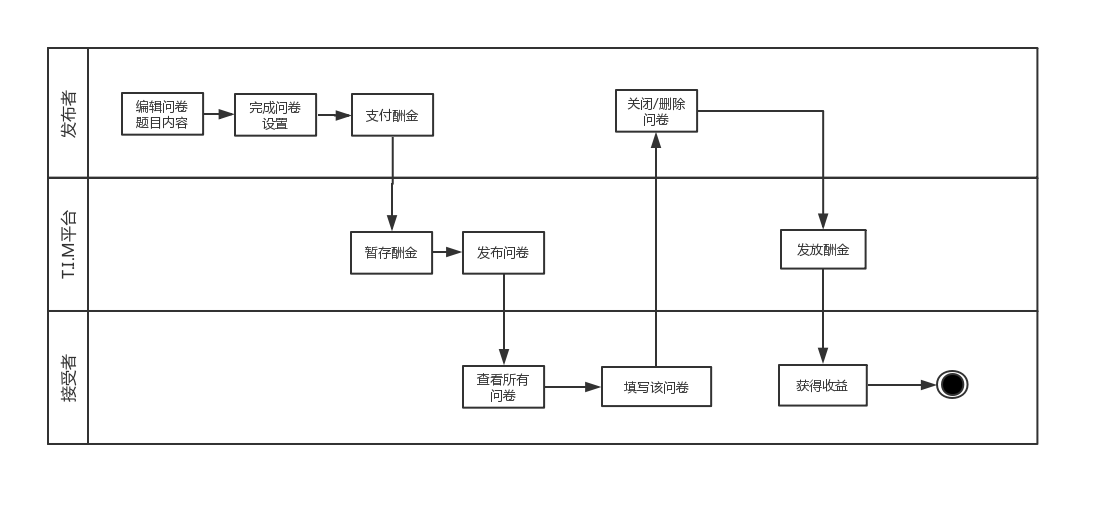 发布者
编辑问卷
题目内容
完成问卷
设置
支付酬金
关闭/删除
问卷
T.I.M平台
暂存酬金
发布问卷
发放酬金
接受者
查看所有
问卷
填写该问卷
获得收益